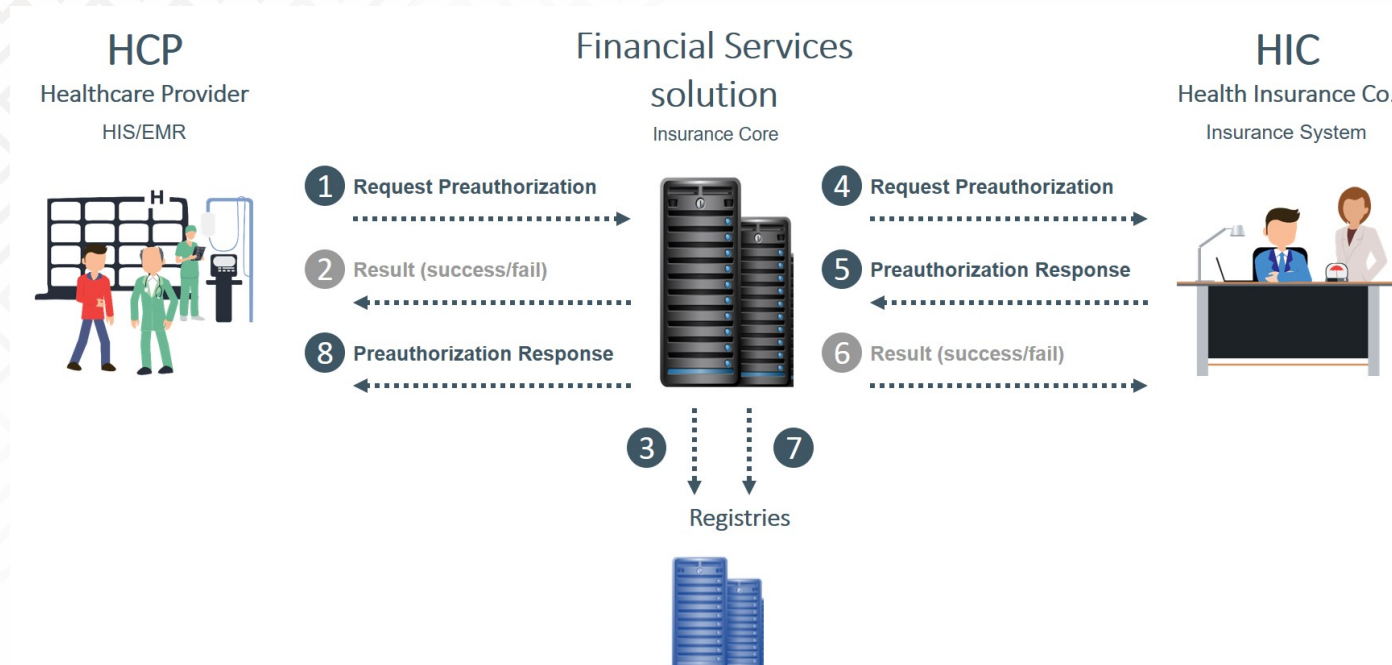 HCP
Healthcare Provider
HIS/EMR
H
Financial Services
solution
Insurance Core
HIC
Health Insurance Co.
Insurance System
1 Request Preauthorization
2 Result (success/fail)
8 Preauthorization Response
4 Request Preauthorization
5 Preauthorization Response
6 Result (success/fail)
3
7
Registries